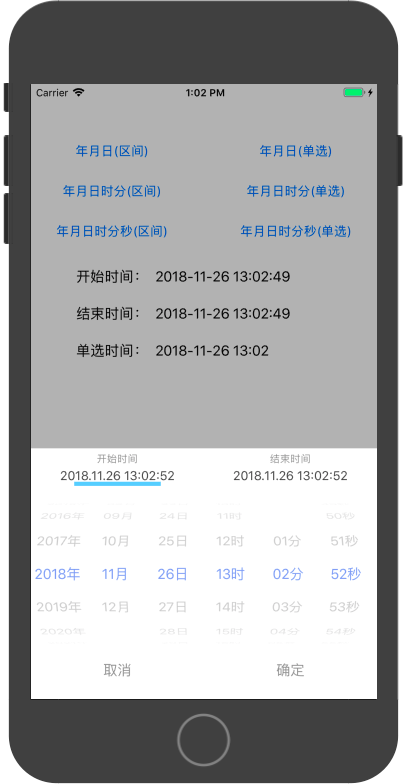 Carrier 1:02 PM
年月日(区间) 年月日(单选)
年月日时分(区间) 年月日时分(单选)
年月日时分秒(区间) 年月日时分秒(单选)
开始时间： 2018-11-26 13:02:49
结束时间： 2018-11-26 13:02:49
单选时间： 2018-11-26 13:02
开始时间 结束时间
2018.11.26 13:02:52 2018.11.26 13:02:52
2016年 09月 24日 11时 50秒
2017年 10月 25日 12时 01分 51秒
2018年 11月 26日 13时 02分 52秒
2019年 12月 27日 14时 03分 53秒
2020年 28日 15时 04分 54秒
取消 确定